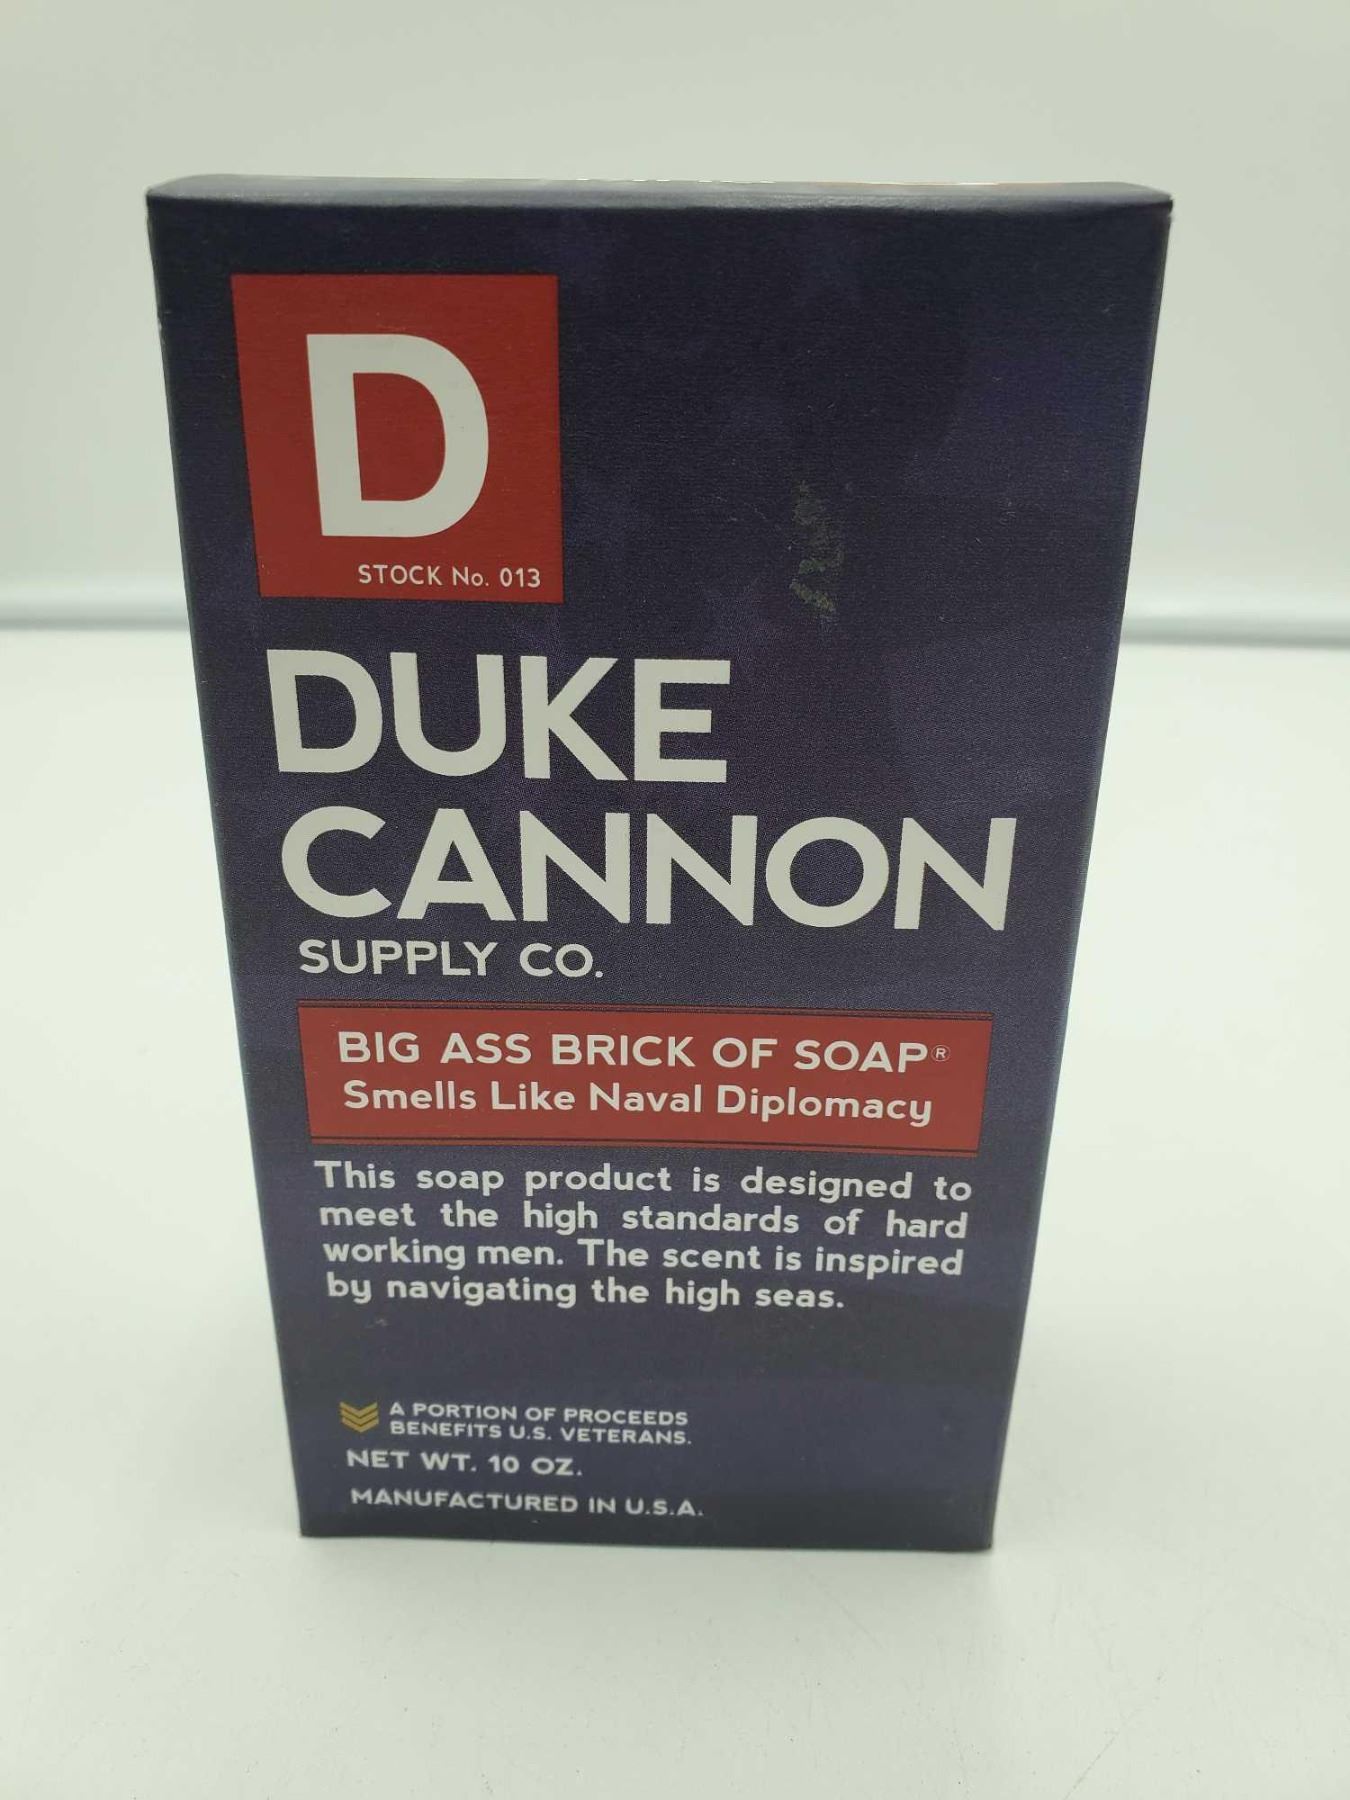 D
STOCK No. 013
DUKE
CANNON
SUPPLY CO.
BIG ASS BRICK OF SOAP®
Smells Like Naval Diplomacy
This soap product is designed to
meet the high standards of hard
working men. The scent is inspired
by navigating the high seas.
A PORTION OF PROCEEDS
BENEFITS U.S. VETERANS.
NET WT. 10 OZ.
MANUFACTURED IN U.S.A.